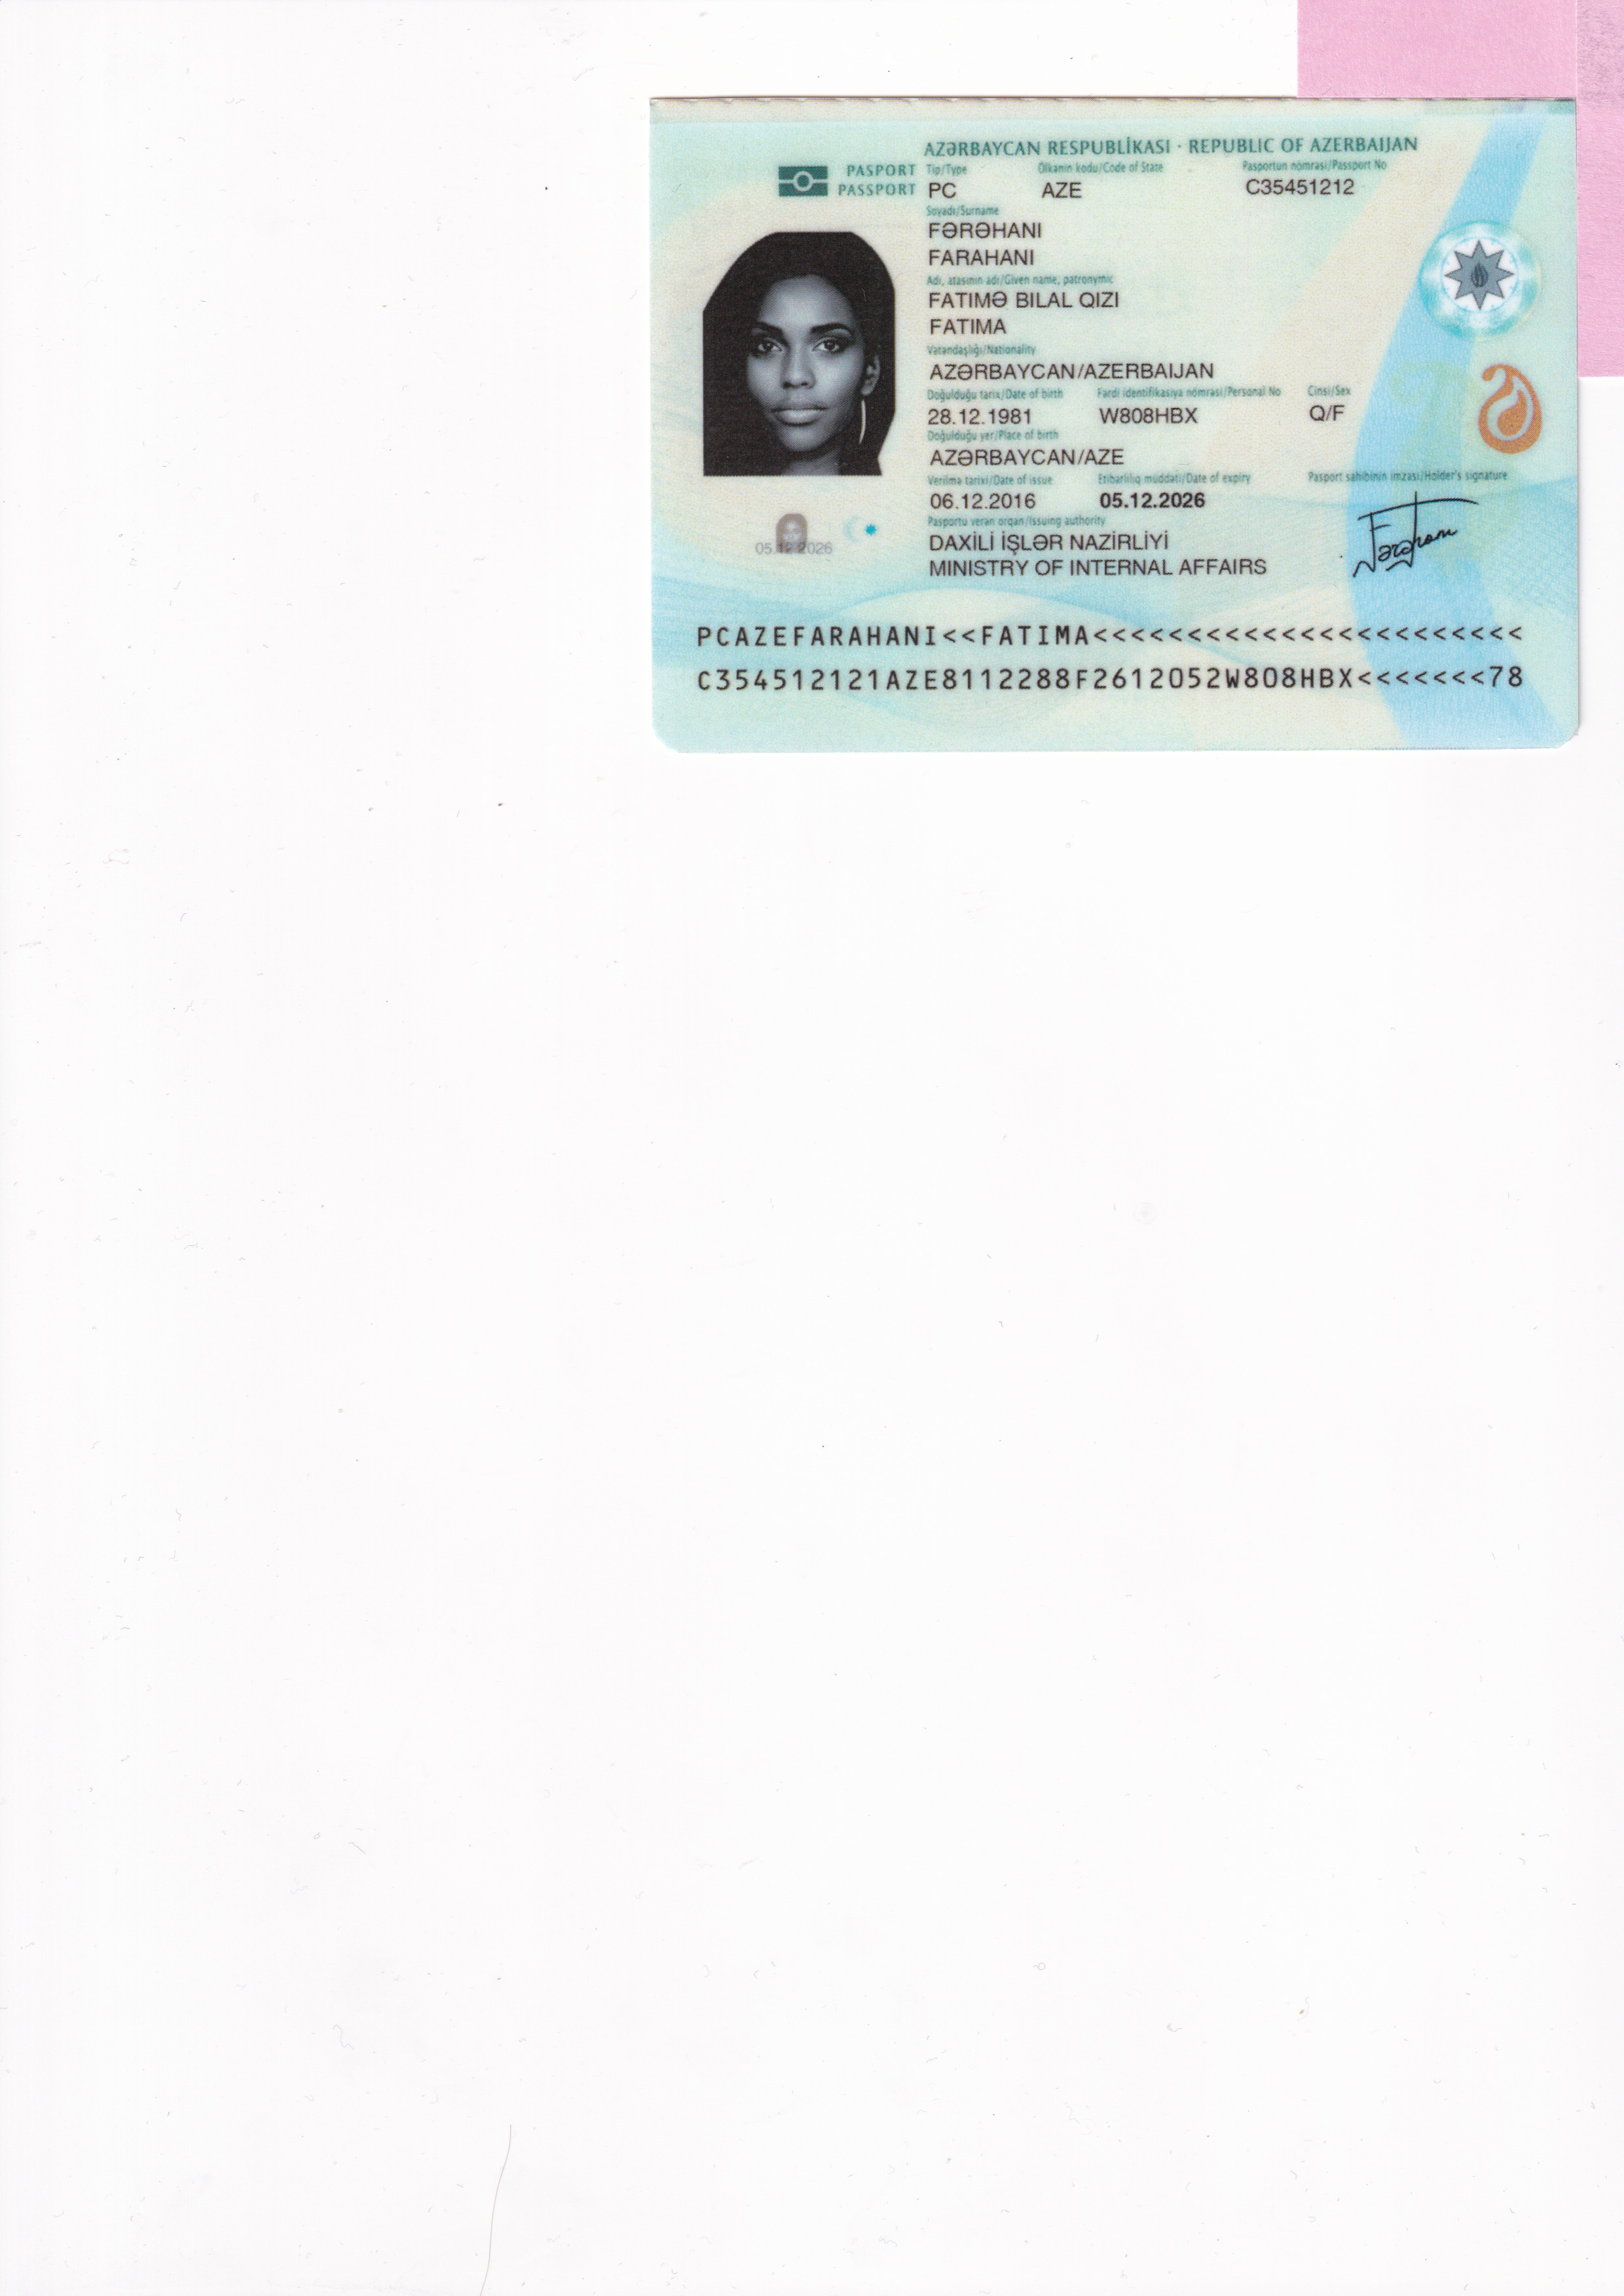 AZƏRBAYCAN RESPUBLİKASI · REPUBLIC OF AZERBAIJAN
PASPORT
PASSPORT
Tip/Type Ölkənin kodu/Code of State Pasportun nömrəsi/Passport No
PC AZE C35451212
Soyadı/Surname
FƏRƏHANI
FARAHANI
Adı, atasının adı/Given name, patronymic
FATIMƏ BILAL QIZI
FATIMA
Vətəndaşlığı/Nationality
AZƏRBAYCAN/AZERBAIJAN
Doğulduğu tarix/Date of birth Fərdi identifikasiya nömrəsi/Personal No Cinsi/Sex
28.12.1981 W808HBX Q/F
Doğulduğu yer/Place of birth
AZƏRBAYCAN/AZE
Verilmə tarixi/Date of issue Etibarlılıq müddəti/Date of expiry Pasport sahibinin imzası/Holder's signature
06.12.2016 05.12.2026
Pasportu verən orqan/Issuing authority
DAXİLİ İŞLƏR NAZİRLİYİ
MINISTRY OF INTERNAL AFFAIRS
Fərəhani
05.12.2026
PCAZEFARAHANI<<FATIMA<<<<<<<<<<<<<<<<<<<<<<<
C354512121AZE8112288F2612052W808HBX<<<<<<<78